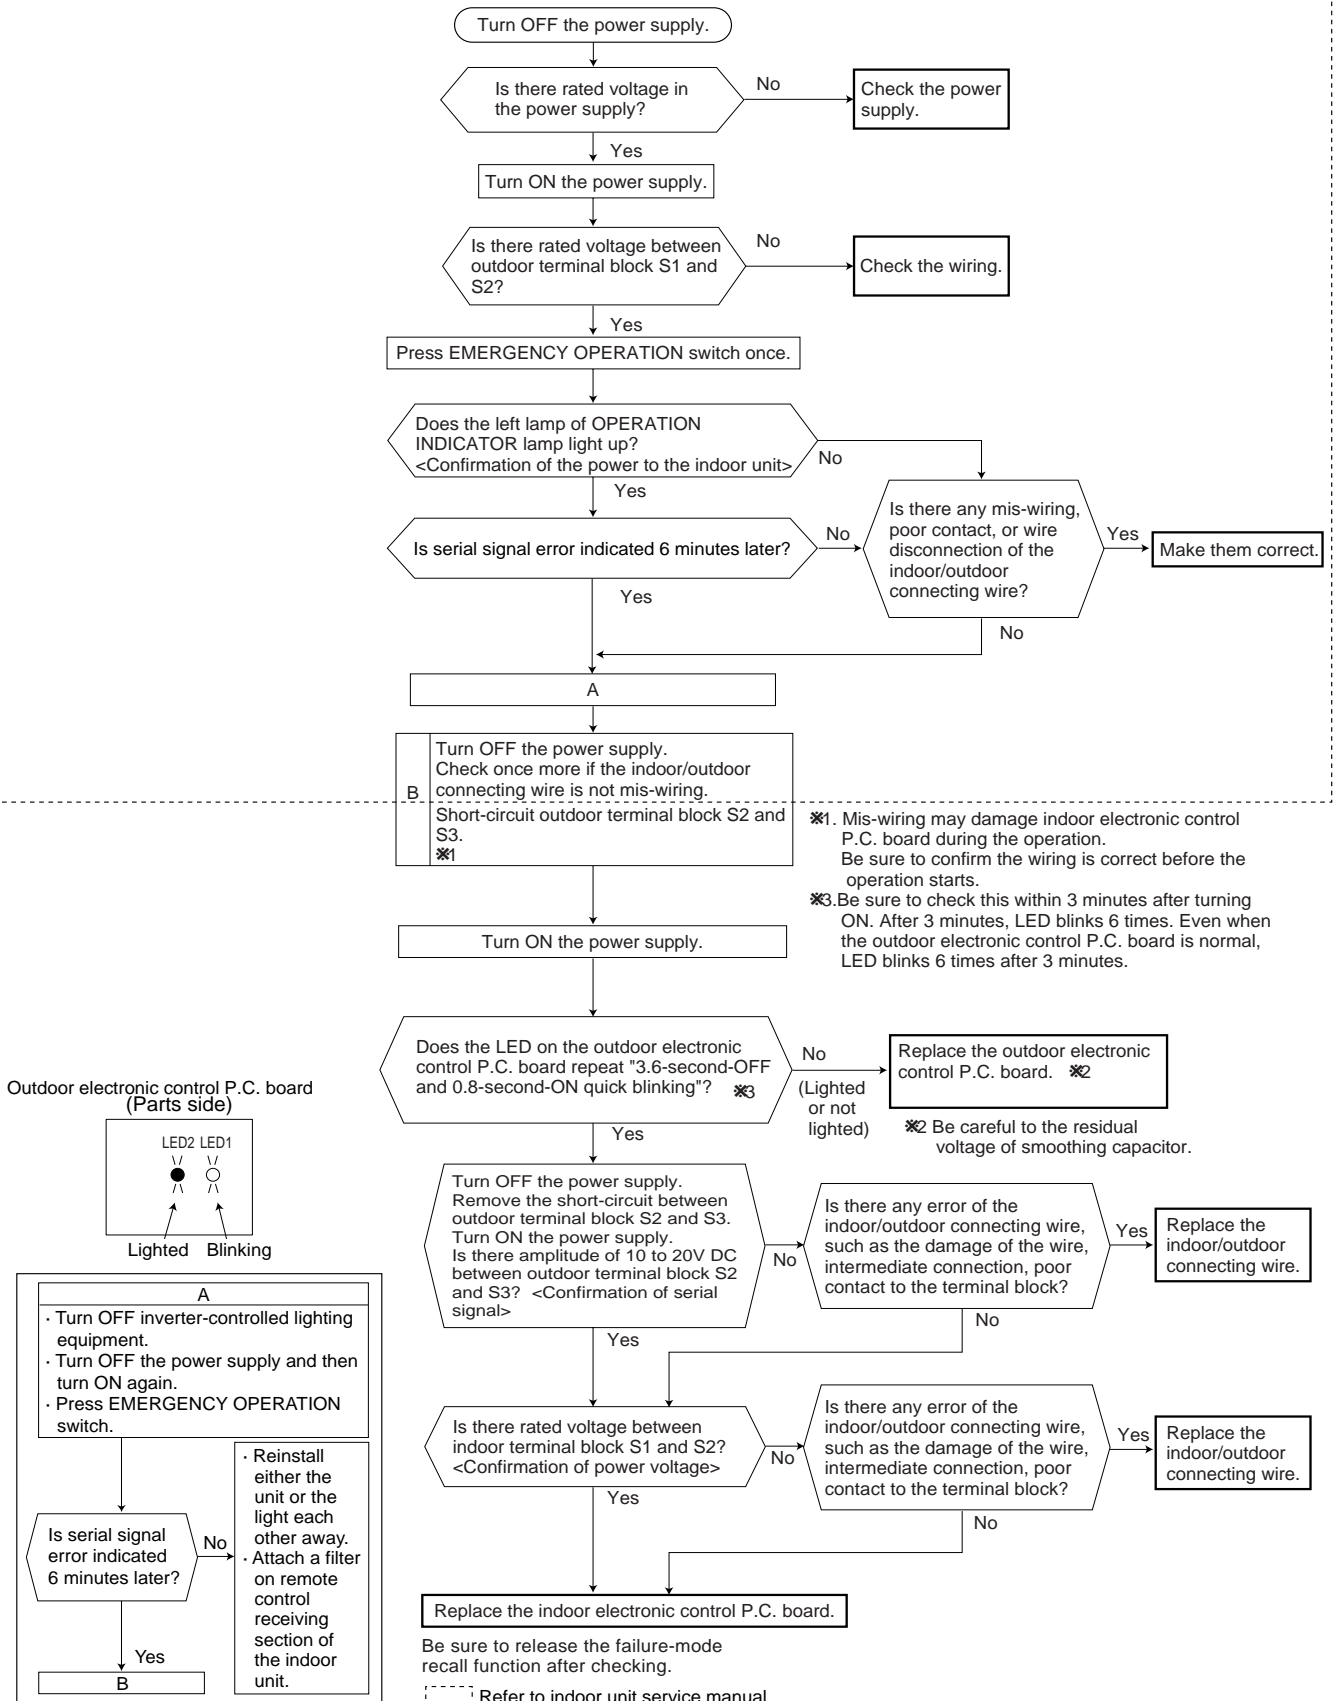 Turn OFF the power supply.
Is there rated voltage in
the power supply?
No
Check the power
supply.
Yes
Turn ON the power supply.
Is there rated voltage between
outdoor terminal block S1 and
S2?
No
Check the wiring.
Yes
Press EMERGENCY OPERATION switch once.
Does the left lamp of OPERATION
INDICATOR lamp light up?
<Confirmation of the power to the indoor unit>
No
Yes
Is serial signal error indicated 6 minutes later?
No
Is there any mis-wiring,
poor contact, or wire
disconnection of the
indoor/outdoor
connecting wire?
Yes
Make them correct.
Yes
No
A
B
Turn OFF the power supply.
Check once more if the indoor/outdoor
connecting wire is not mis-wiring.
Short-circuit outdoor terminal block S2 and
S3.
※1
※1. Mis-wiring may damage indoor electronic control
P.C. board during the operation.
Be sure to confirm the wiring is correct before the
operation starts.
※3.Be sure to check this within 3 minutes after turning
ON. After 3 minutes, LED blinks 6 times. Even when
the outdoor electronic control P.C. board is normal,
LED blinks 6 times after 3 minutes.
Turn ON the power supply.
Does the LED on the outdoor electronic
control P.C. board repeat "3.6-second-OFF
and 0.8-second-ON quick blinking"? ※3
No
(Lighted
or not
lighted)
Replace the outdoor electronic
control P.C. board. ※2
※2 Be careful to the residual
voltage of smoothing capacitor.
Yes
Outdoor electronic control P.C. board
(Parts side)
LED2 LED1
Lighted Blinking
Turn OFF the power supply.
Remove the short-circuit between
outdoor terminal block S2 and S3.
Turn ON the power supply.
Is there amplitude of 10 to 20V DC
between outdoor terminal block S2
and S3? <Confirmation of serial
signal>
No
Is there any error of the
indoor/outdoor connecting wire,
such as the damage of the wire,
intermediate connection, poor
contact to the terminal block?
Yes
Replace the
indoor/outdoor
connecting wire.
No
Yes
Is there rated voltage between
indoor terminal block S1 and S2?
<Confirmation of power voltage>
No
Is there any error of the
indoor/outdoor connecting wire,
such as the damage of the wire,
intermediate connection, poor
contact to the terminal block?
Yes
Replace the
indoor/outdoor
connecting wire.
Yes
No
Replace the indoor electronic control P.C. board.
Be sure to release the failure-mode
recall function after checking.
Refer to indoor unit service manual
A
· Turn OFF inverter-controlled lighting
equipment.
· Turn OFF the power supply and then
turn ON again.
· Press EMERGENCY OPERATION
switch.
Is serial signal
error indicated
6 minutes later?
No
· Reinstall
either the
unit or the
light each
other away.
· Attach a filter
on remote
control
receiving
section of
the indoor
unit.
Yes
B